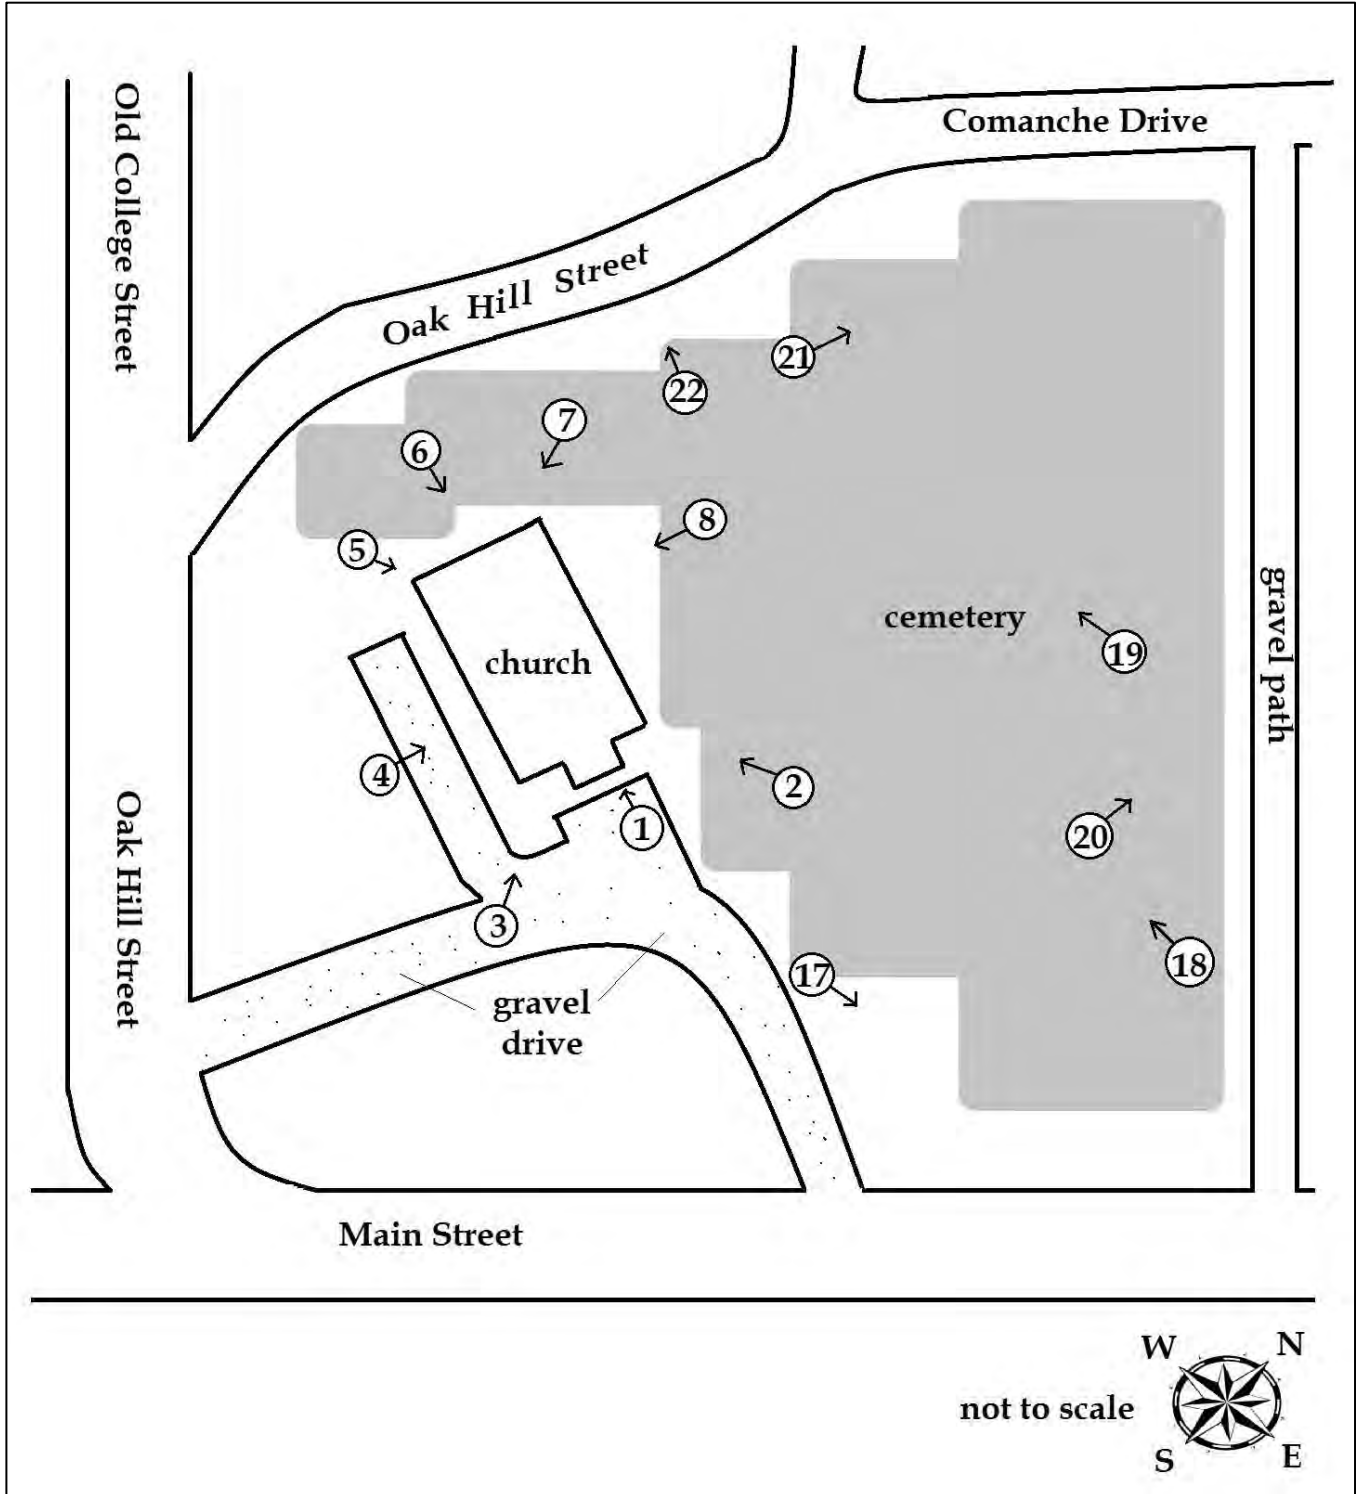 Old College Street
Comanche Drive
Oak Hill Street
21
22
7
6
8
5
cemetery
gravel path
19
church
4
2
1
20
Oak Hill Street
3
18
17
gravel
drive
Main Street
W
N
not to scale
S
E